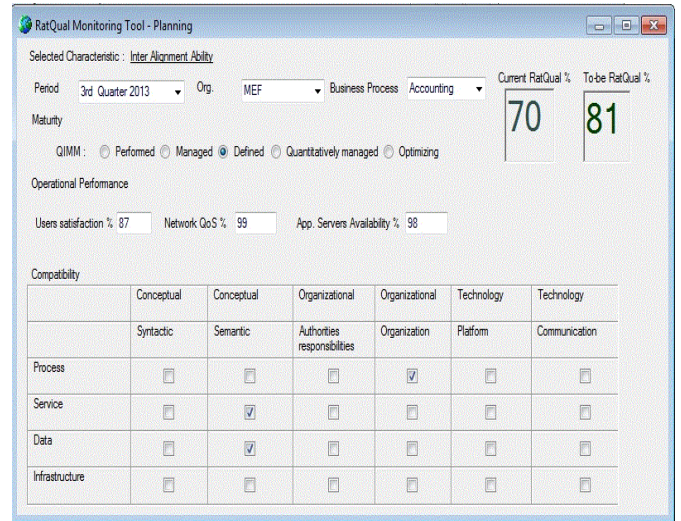 RatQual Monitoring Tool - Planning
Selected Characteristic : Inter Alignment Ability
Current RatQual % To-be RatQual %
Period 3rd Quarter 2013 Org. MEF Business Process Accounting
70 81
Maturity
QIMM : Performed Managed Defined Quantitatively managed Optimizing
Operational Performance
Users satisfaction % 87 Network QoS % 99 App. Servers Availability % 98
Compatibility
Conceptual Conceptual Organizational Organizational Technology Technology
Syntactic Semantic Authorities responsibilities Organization Platform Communication
Process
Service
Data
Infrastructure